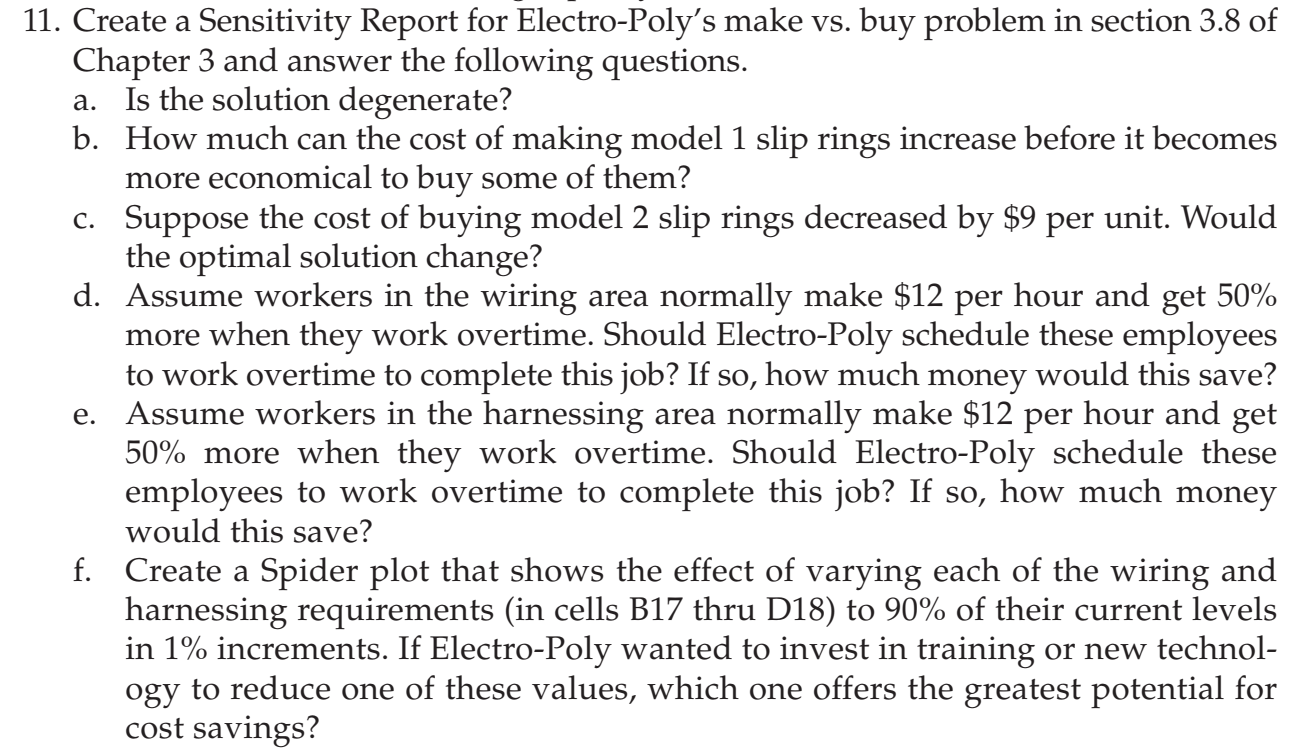 11. Create a Sensitivity Report for Electro-Poly's make vs. buy problem in section 3.8 of
Chapter 3 and answer the following questions.
a. Is the solution degenerate?
b. How much can the cost of making model 1 slip rings increase before it becomes
more economical to buy some of them?
c. Suppose the cost of buying model 2 slip rings decreased by $9 per unit. Would
the optimal solution change?
d. Assume workers in the wiring area normally make $12 per hour and get 50%
more when they work overtime. Should Electro-Poly schedule these employees
to work overtime to complete this job? If so, how much money would this save?
e. Assume workers in the harnessing area normally make $12 per hour and get
50% more when they work overtime. Should Electro-Poly schedule these
employees to work overtime to complete this job? If so, how much money
would this save?
f. Create a Spider plot that shows the effect of varying each of the wiring and
harnessing requirements (in cells B17 thru D18) to 90% of their current levels
in 1% increments. If Electro-Poly wanted to invest in training or new technol-
ogy to reduce one of these values, which one offers the greatest potential for
cost savings?